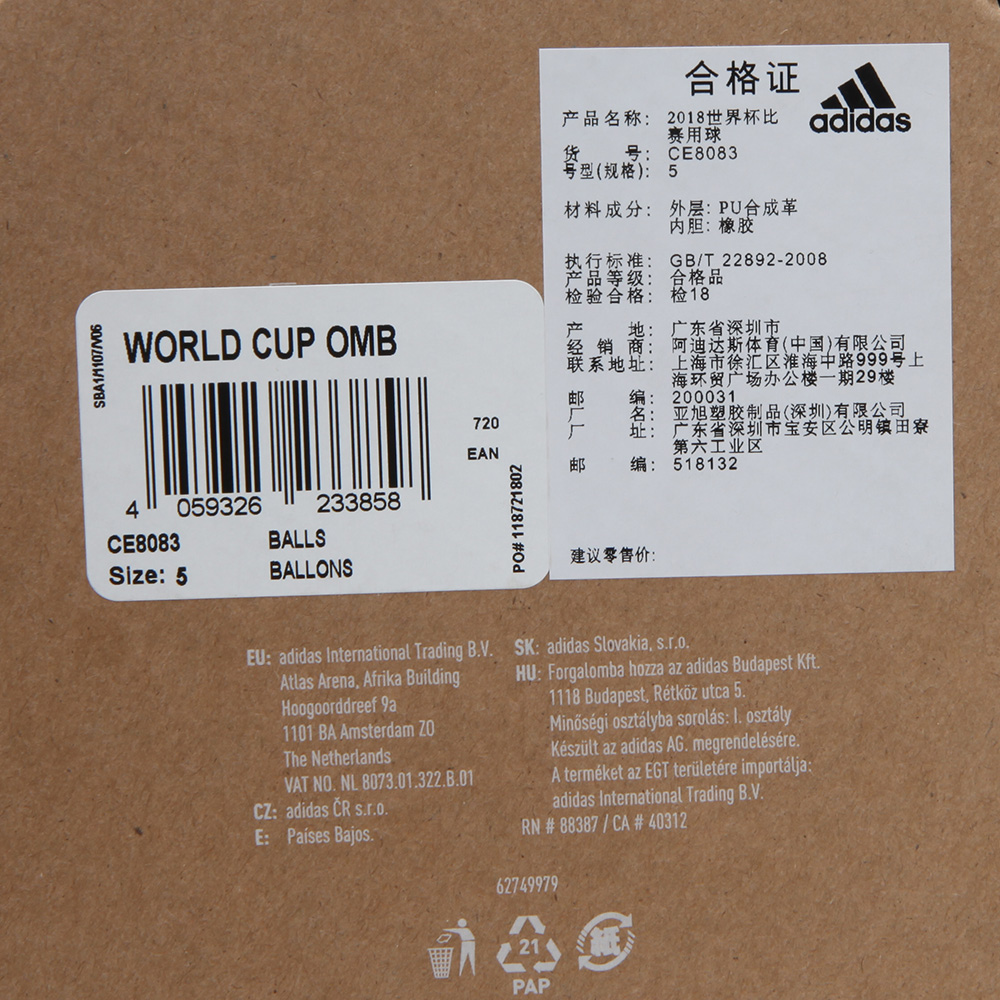 合格证
adidas
产品名称: 2018世界杯比
赛用球
货 号: CE8083
号型(规格): 5
材料成分: 外层: PU合成革
内胆: 橡胶
执行标准: GB/T 22892-2008
产品等级: 合格品
检验合格: 检18
产 地: 广东省深圳市
经 销 商: 阿迪达斯体育(中国)有限公司
联系地址: 上海市徐汇区淮海中路999号上
海环贸广场办公楼一期29楼
邮 编: 200031
厂 名: 亚旭塑胶制品(深圳)有限公司
厂 址: 广东省深圳市宝安区公明镇田寮
第六工业区
邮 编: 518132
建议零售价:
SBA1/1107/V06
WORLD CUP OMB
720
EAN
4 059326 233858
PO# 118721802
CE8083 BALLS
Size: 5 BALLONS
EU: adidas International Trading B.V.
Atlas Arena, Afrika Building
Hoogoorddreef 9a
1101 BA Amsterdam ZO
The Netherlands
VAT NO. NL 8073.01.322.B.01
CZ: adidas ČR s.r.o.
E: Países Bajos.
SK: adidas Slovakia, s.r.o.
HU: Forgalomba hozza az adidas Budapest Kft.
1118 Budapest, Rétköz utca 5.
Minőségi osztályba sorolás: I. osztály
Készült az adidas AG. megrendelésére.
A terméket az EGT területére importálja:
adidas International Trading B.V.
RN # 88387 / CA # 40312
62749979
21
PAP
紙